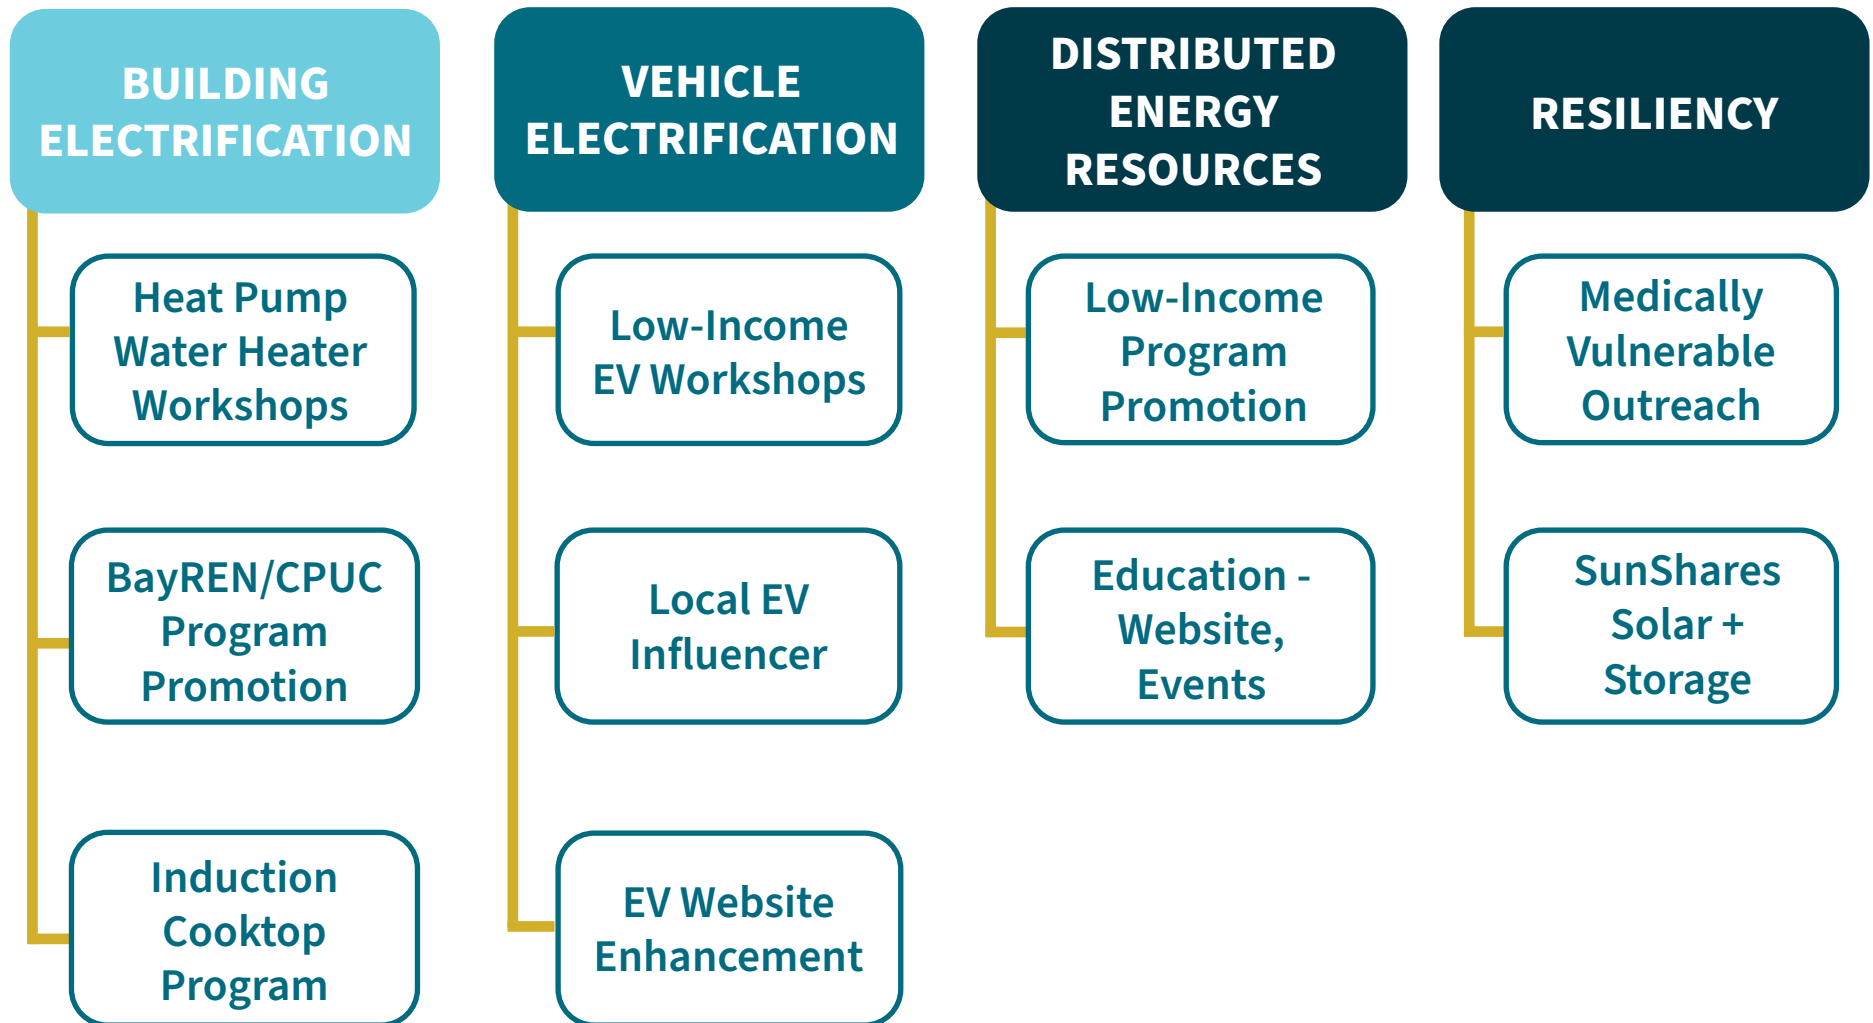 BUILDING
ELECTRIFICATION
Heat Pump
Water Heater
Workshops
BayREN/CPUC
Program
Promotion
Induction
Cooktop
Program
VEHICLE
ELECTRIFICATION
Low-Income
EV Workshops
Local EV
Influencer
EV Website
Enhancement
DISTRIBUTED
ENERGY
RESOURCES
Low-Income
Program
Promotion
Education -
Website,
Events
RESILIENCY
Medically
Vulnerable
Outreach
SunShares
Solar +
Storage